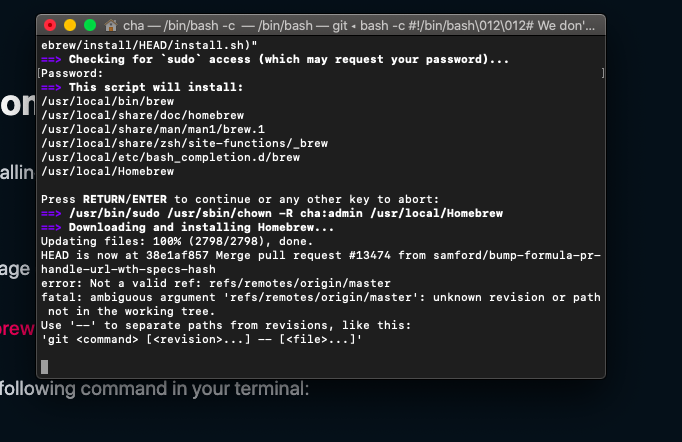 cha — /bin/bash -c — /bin/bash — git ◂ bash -c #!/bin/bash\012\012# We don'...
on
ebrew/install/HEAD/install.sh)"
==> Checking for `sudo` access (which may request your password)...
[Password: ]
==> This script will install:
/usr/local/bin/brew
/usr/local/share/doc/homebrew
/usr/local/share/man/man1/brew.1
/usr/local/share/zsh/site-functions/_brew
/usr/local/etc/bash_completion.d/brew
/usr/local/Homebrew
allin
Press RETURN/ENTER to continue or any other key to abort:
==> /usr/bin/sudo /usr/sbin/chown -R cha:admin /usr/local/Homebrew
==> Downloading and installing Homebrew...
Updating files: 100% (2798/2798), done.
HEAD is now at 38e1af857 Merge pull request #13474 from samford/bump-formula-pr-
handle-url-wth-specs-hash
age
error: Not a valid ref: refs/remotes/origin/master
fatal: ambiguous argument 'refs/remotes/origin/master': unknown revision or path
not in the working tree.
Use '--' to separate paths from revisions, like this:
brew
'git <command> [<revision>...] -- [<file>...]'
following command in your terminal: